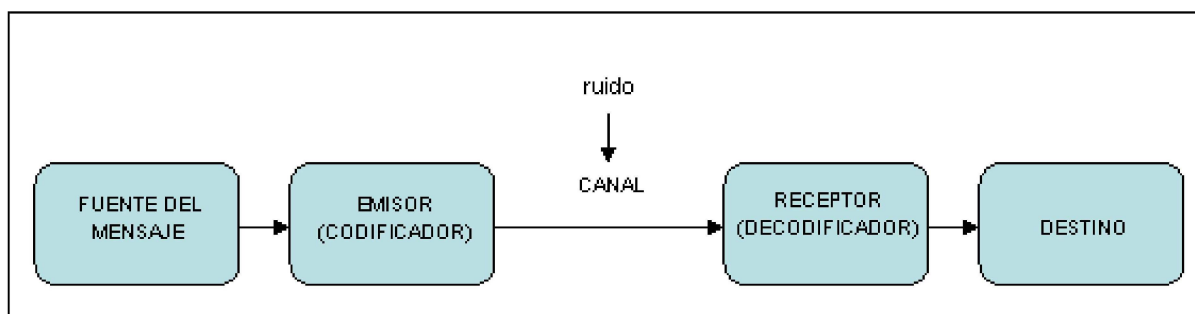 ruido
CANAL
FUENTE DEL
MENSAJE
EMISOR
(CODIFICADOR)
RECEPTOR
(DECODIFICADOR)
DESTINO